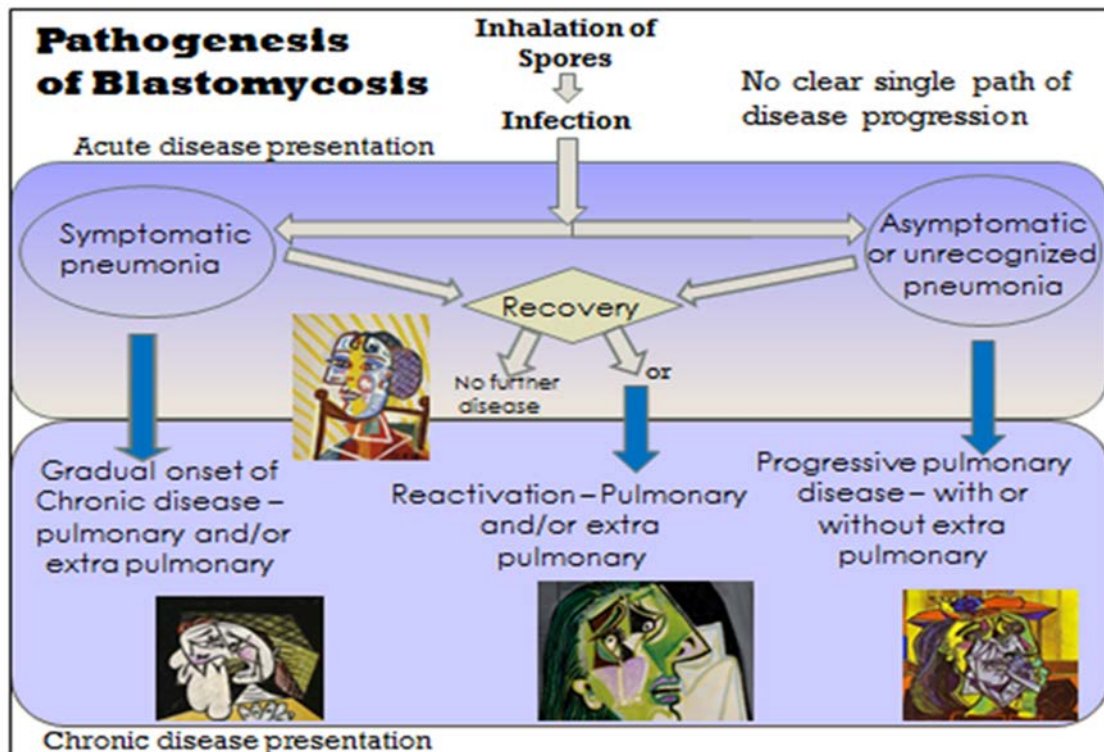 Pathogenesis
of Blastomycosis
Inhalation of
Spores
Infection
No clear single path of
disease progression
Acute disease presentation
Symptomatic
pneumonia
Asymptomatic
or unrecognized
pneumonia
Recovery
No further
disease
or
Gradual onset of
Chronic disease –
pulmonary and/or
extra pulmonary
Reactivation – Pulmonary
and/or extra
pulmonary
Progressive pulmonary
disease – with or
without extra
pulmonary
Chronic disease presentation